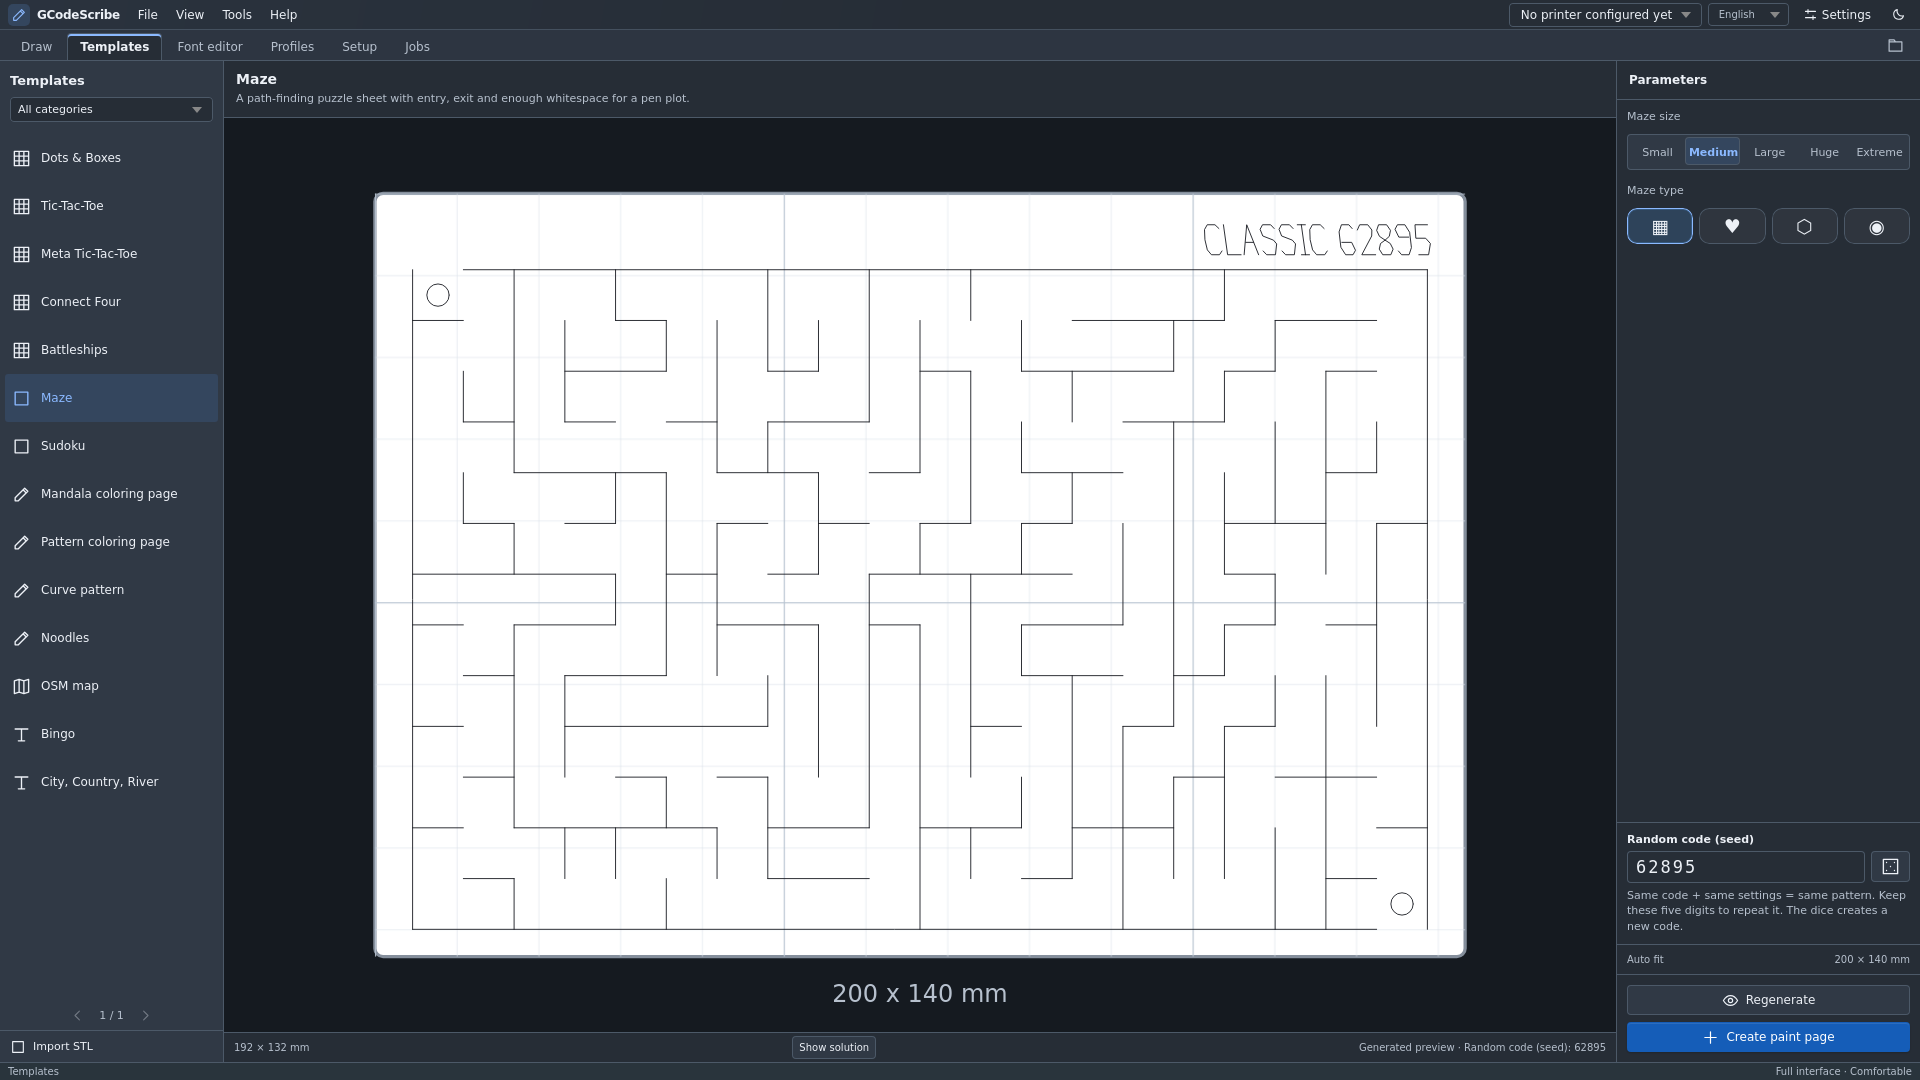 GCodeScribe File View Tools Help No printer configured yet English Settings
Draw Templates Font editor Profiles Setup Jobs
Templates
All categories
Dots & Boxes
Tic-Tac-Toe
Meta Tic-Tac-Toe
Connect Four
Battleships
Maze
Sudoku
Mandala coloring page
Pattern coloring page
Curve pattern
Noodles
OSM map
Bingo
City, Country, River
1 / 1
Import STL
Maze
A path-finding puzzle sheet with entry, exit and enough whitespace for a pen plot.
CLASSIC 62895
200 x 140 mm
192 × 132 mm Show solution Generated preview · Random code (seed): 62895
Parameters
Maze size
Small Medium Large Huge Extreme
Maze type
Random code (seed)
62895
Same code + same settings = same pattern. Keep
these five digits to repeat it. The dice creates a
new code.
Auto fit 200 × 140 mm
Regenerate
Create paint page
Templates Full interface · Comfortable